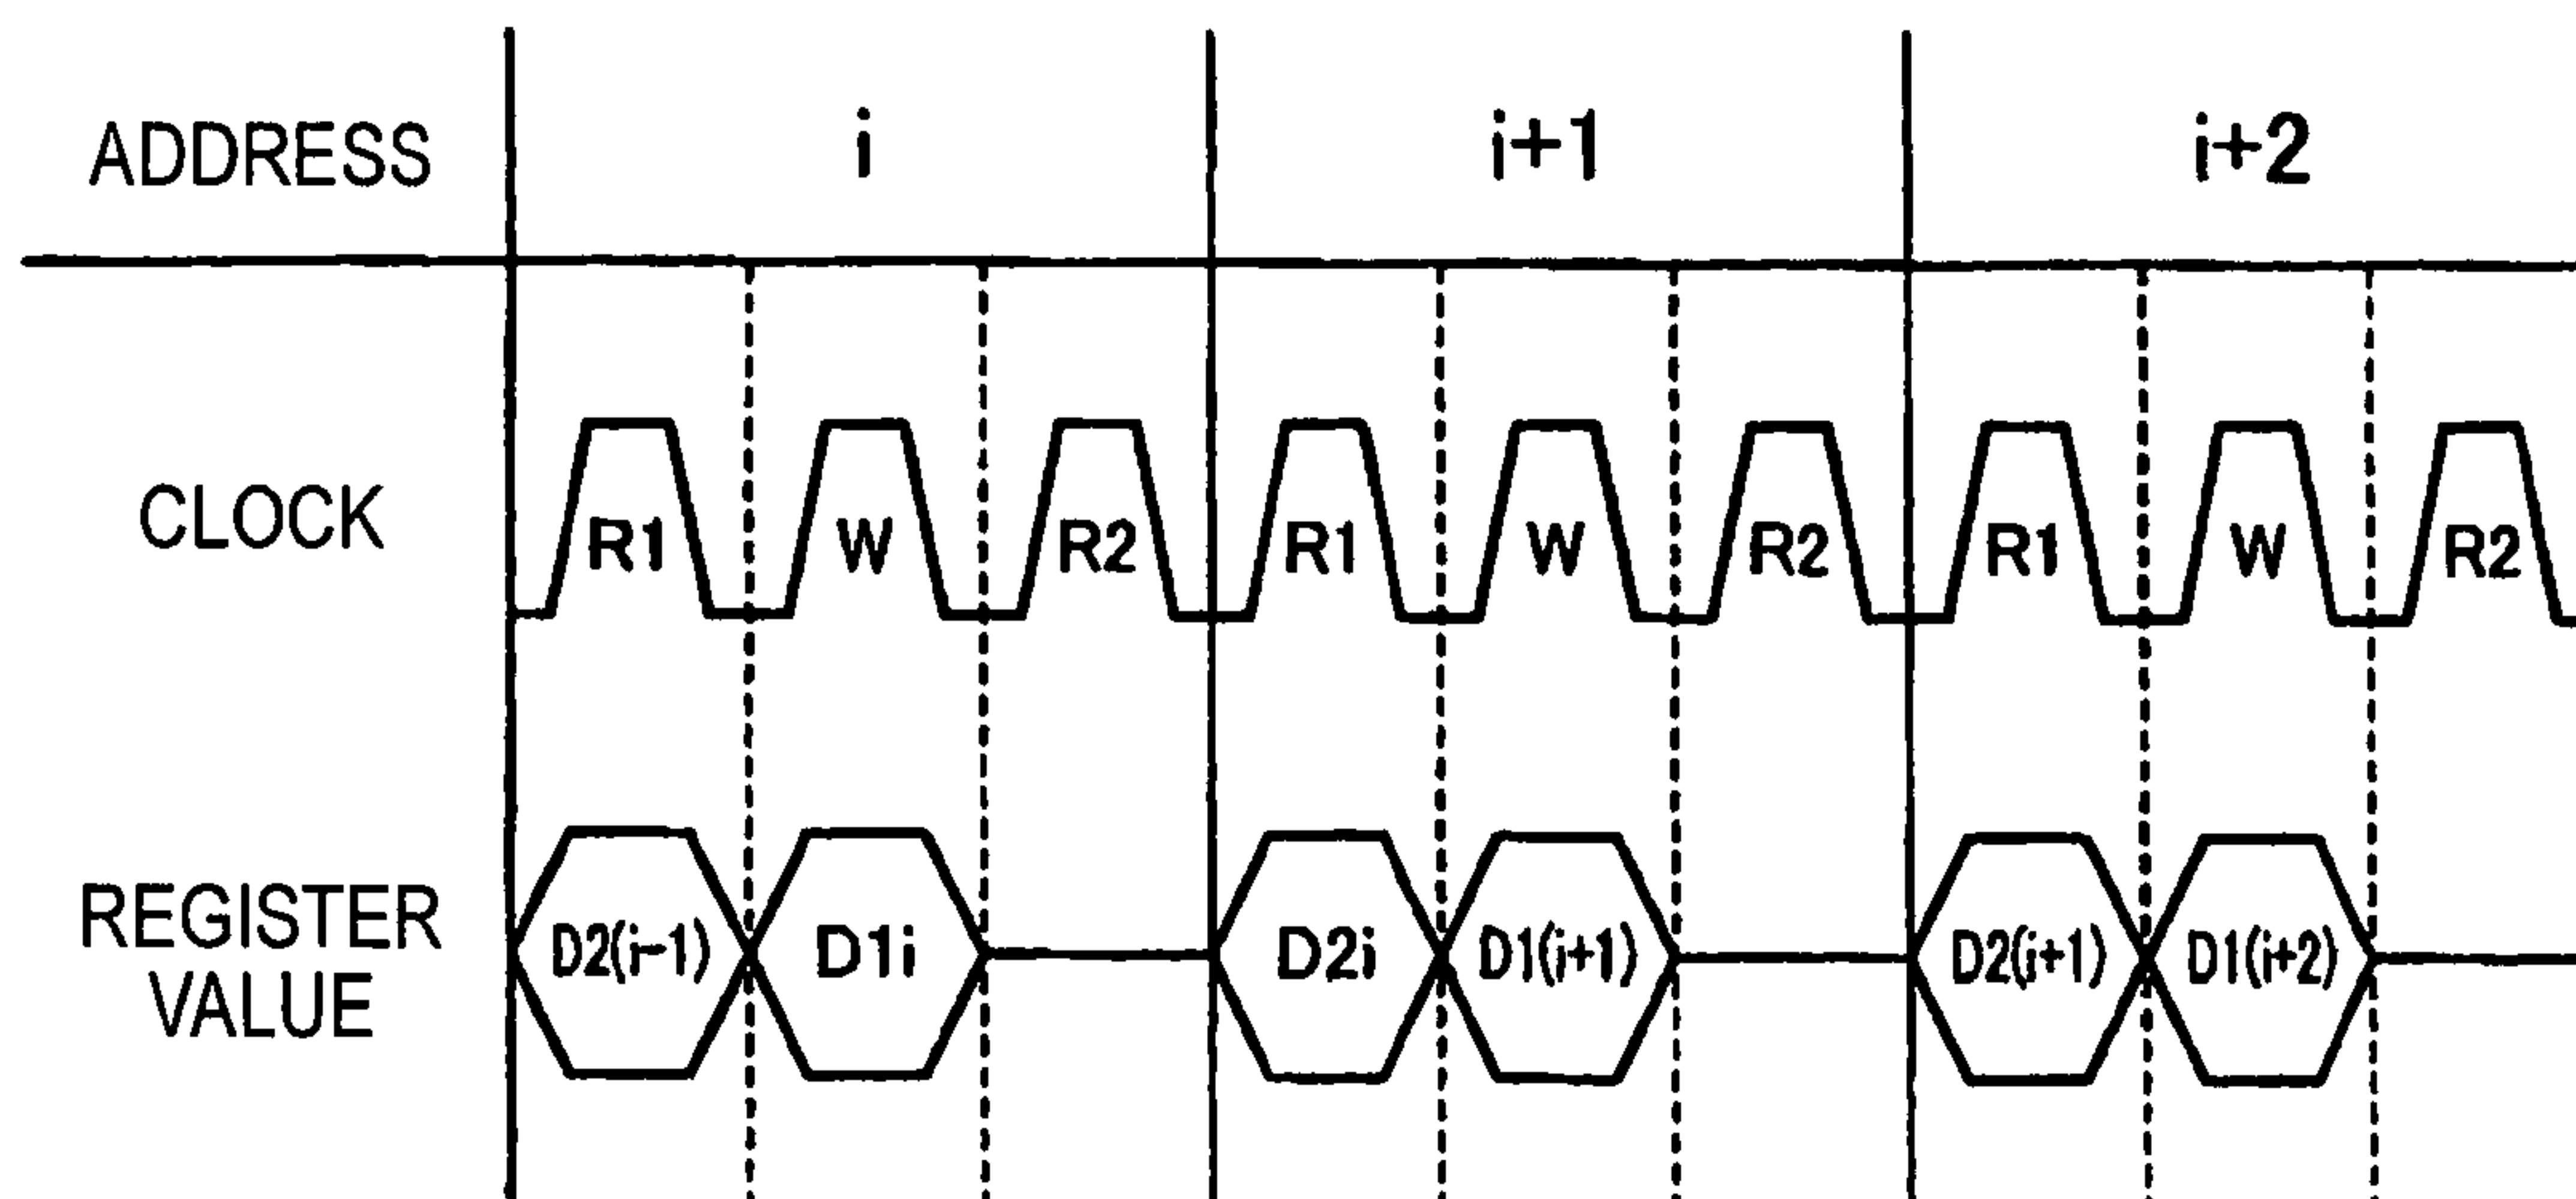 ADDRESS i i+1 i+2
CLOCK R1 W R2 R1 W R2 R1 W R2
REGISTER VALUE D2(i-1) D1i D2i D1(i+1) D2(i+1) D1(i+2)